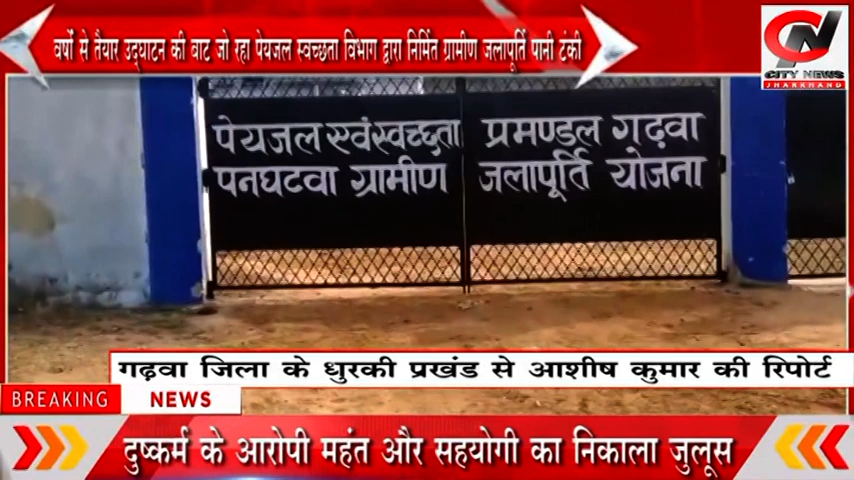 वर्षों से तैयार उद्घाटन की वाट जो रहा पेयजल स्वच्छता विभाग द्वारा निर्मित ग्रामीण जलापूर्ति पानी टंकी
CN
CITY NEWS
JHARKHAND
पेयजल स्वंस्वच्छता प्रमण्डल गढ़वा
पनघटवा ग्रामीण जलापूर्ति योजना
गढ़वा जिला के धुरकी प्रखंड से आशीष कुमार की रिपोर्ट
BREAKING NEWS
दुष्कर्म के आरोपी महंत और सहयोगी का निकाला जुलूस